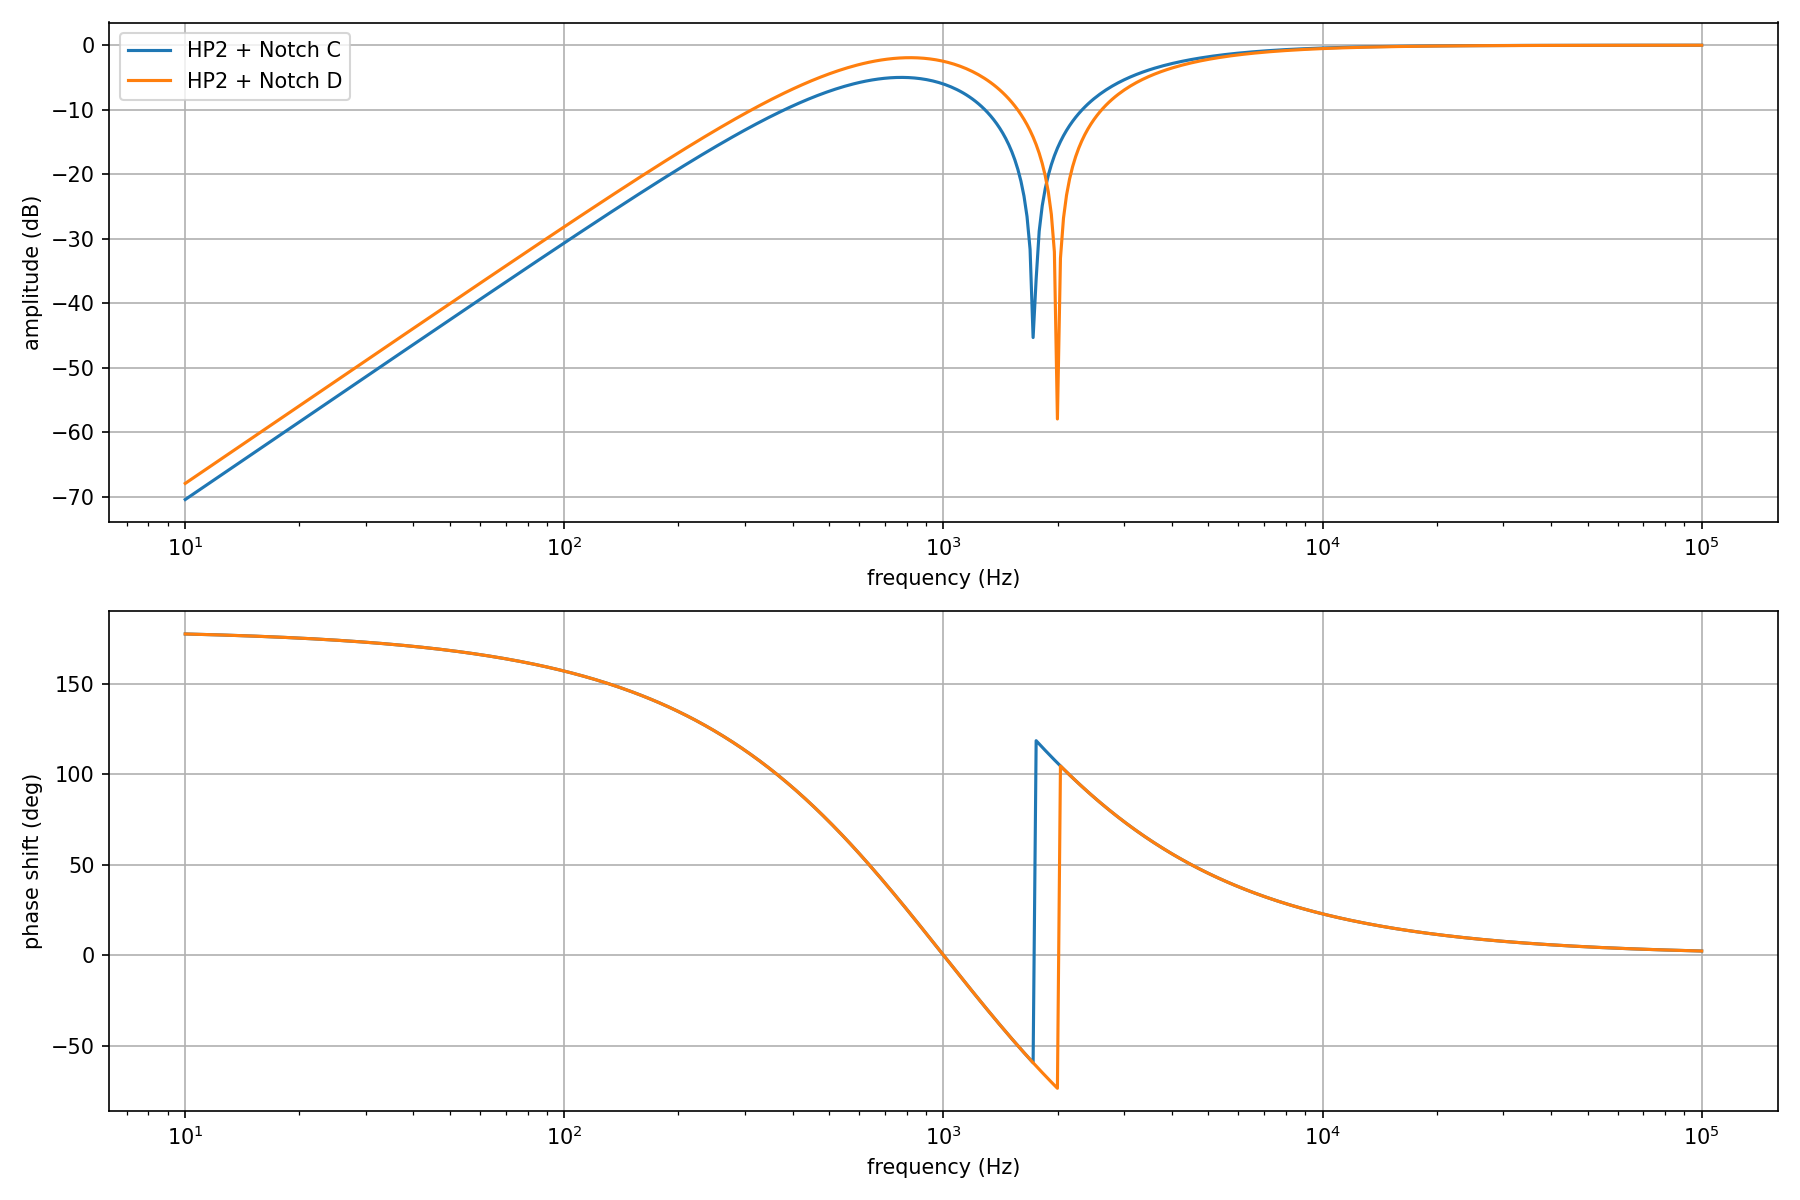 HP2 + Notch C
HP2 + Notch D
amplitude (dB)
0
−10
−20
−30
−40
−50
−60
−70
10¹ 10² 10³ 10⁴ 10⁵
frequency (Hz)
phase shift (deg)
150
100
50
0
−50
10¹ 10² 10³ 10⁴ 10⁵
frequency (Hz)